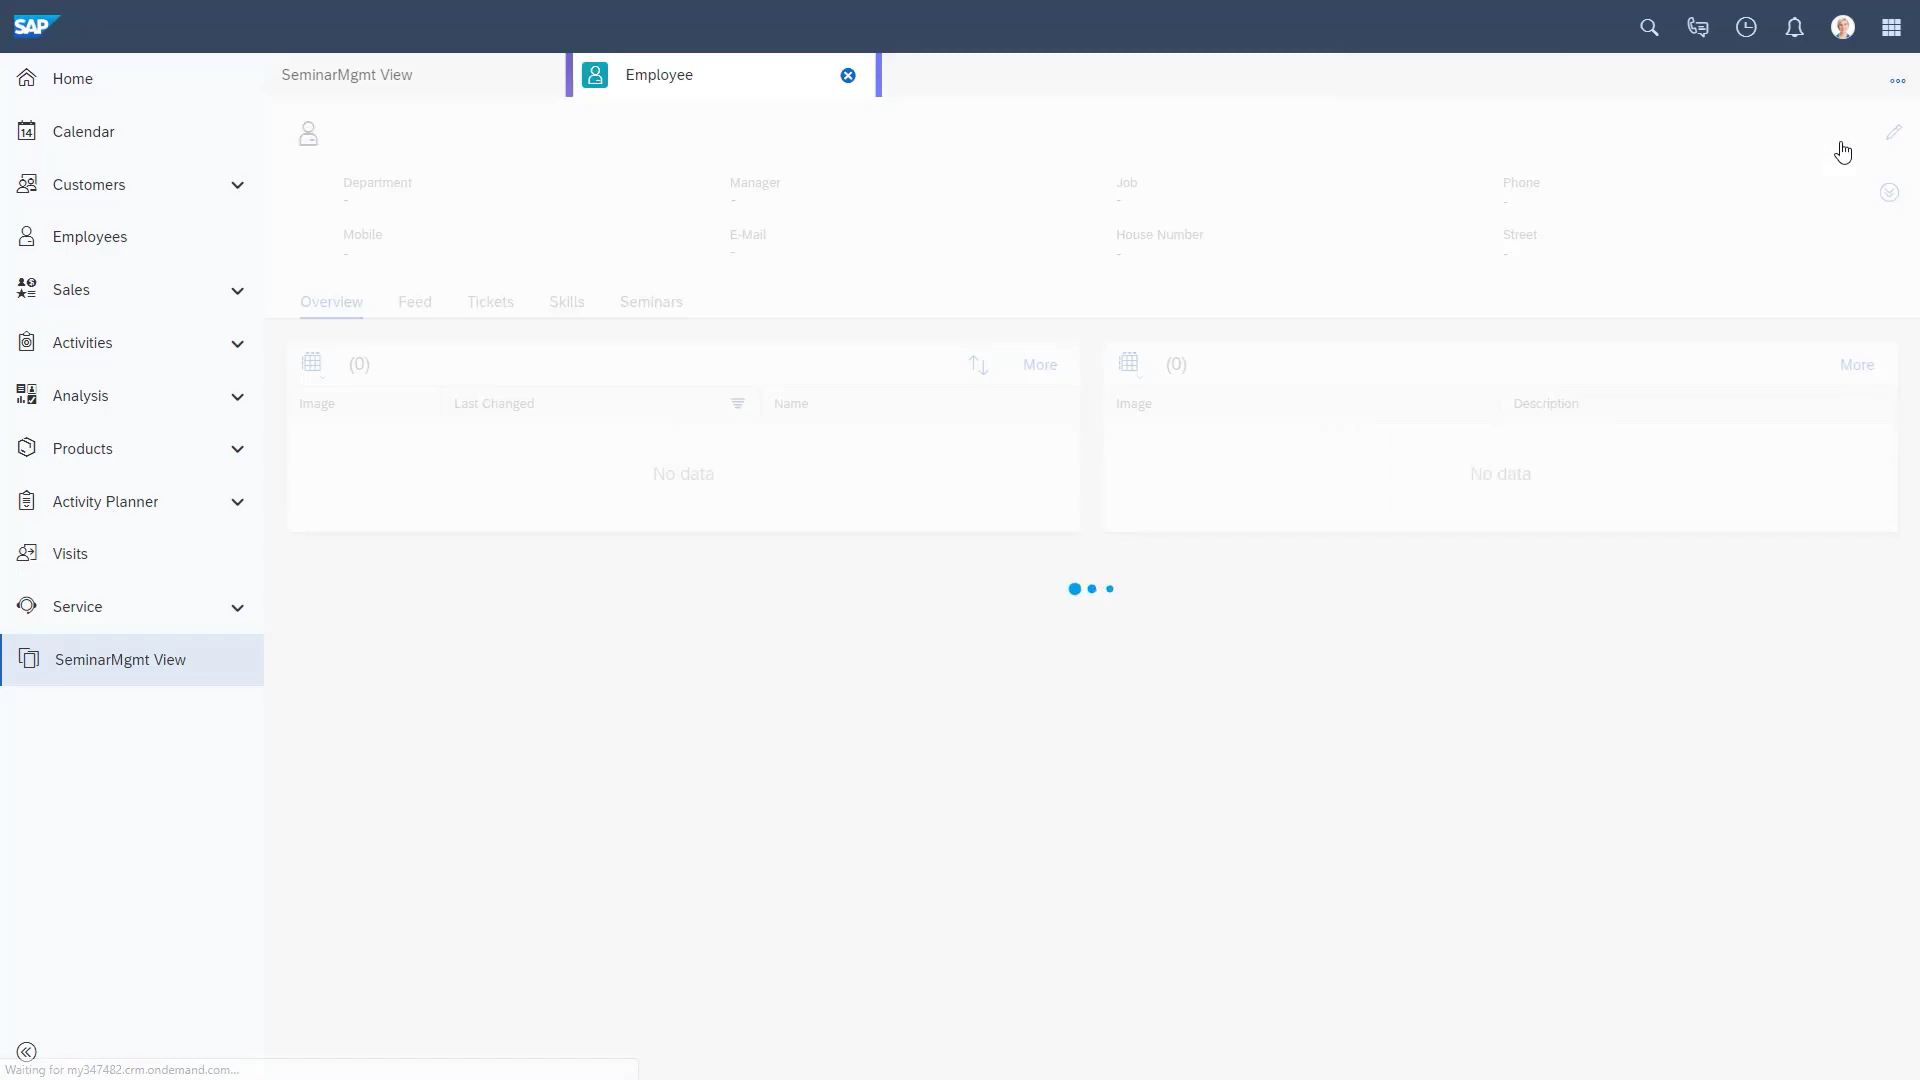 SAP
Home
14
Calendar
Customers
Employees
Sales
Activities
Analysis
Products
Activity Planner
Visits
Service
SeminarMgmt View
SeminarMgmt View
Employee
Department
-
Manager
-
Job
-
Phone
-
Mobile
-
E-Mail
-
House Number
-
Street
-
Overview Feed Tickets Skills Seminars
(0) More
Image Last Changed Name
No data
(0) More
Image Description
No data
Waiting for my347482.crm.ondemand.com...